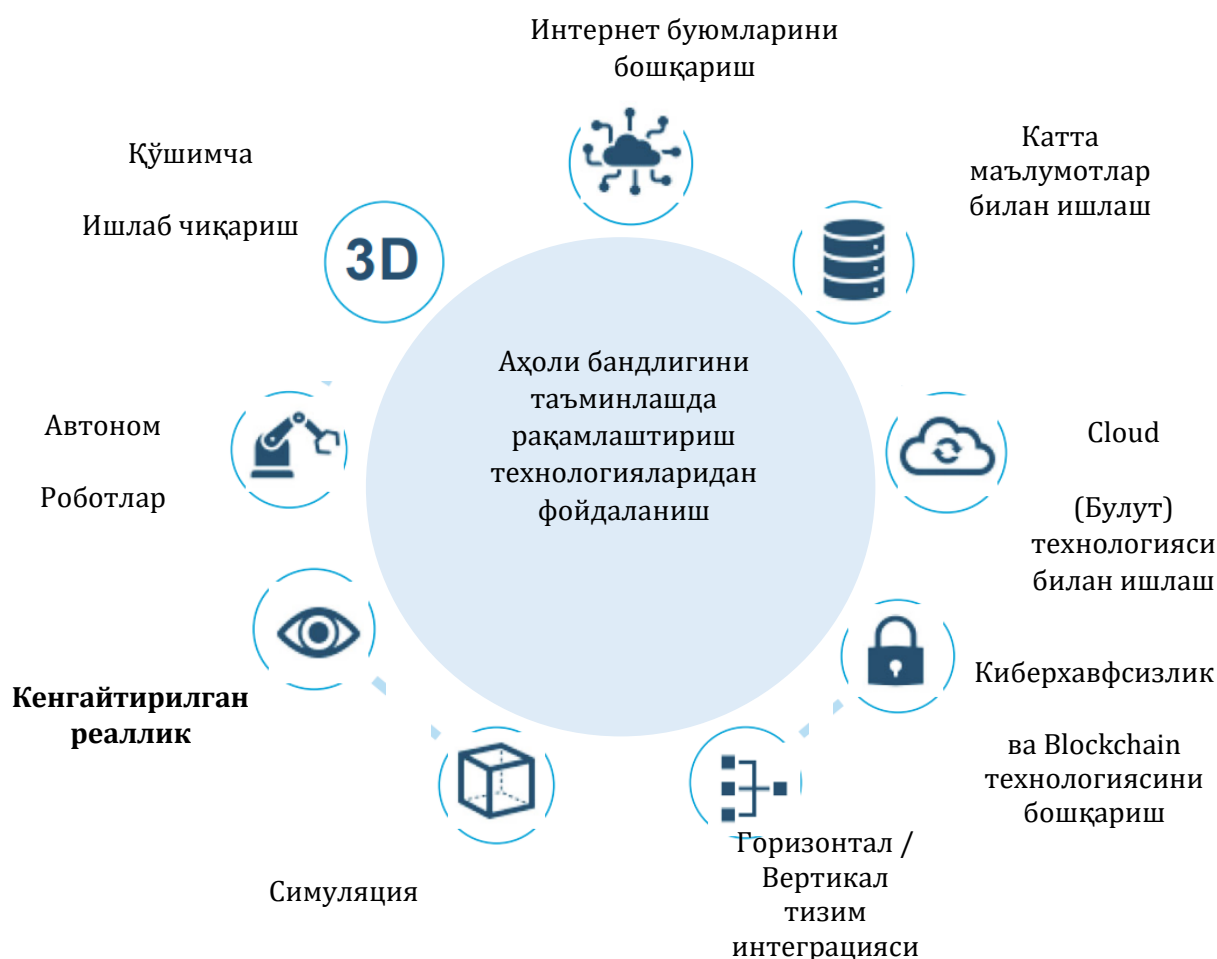 Интернет буюмларини
бошқариш
Қўшимча
Ишлаб чиқариш
3D
Катта
маълумотлар
билан ишлаш
Аҳоли бандлигини
таъминлашда
рақамлаштириш
технологияларидан
фойдаланиш
Автоном
Роботлар
Cloud
(Булут)
технологияси
билан ишлаш
Кенгайтирилган
реаллик
Киберхавфсизлик
ва Blockchain
технологиясини
бошқариш
Симуляция
Горизонтал /
Вертикал
тизим
интеграцияси